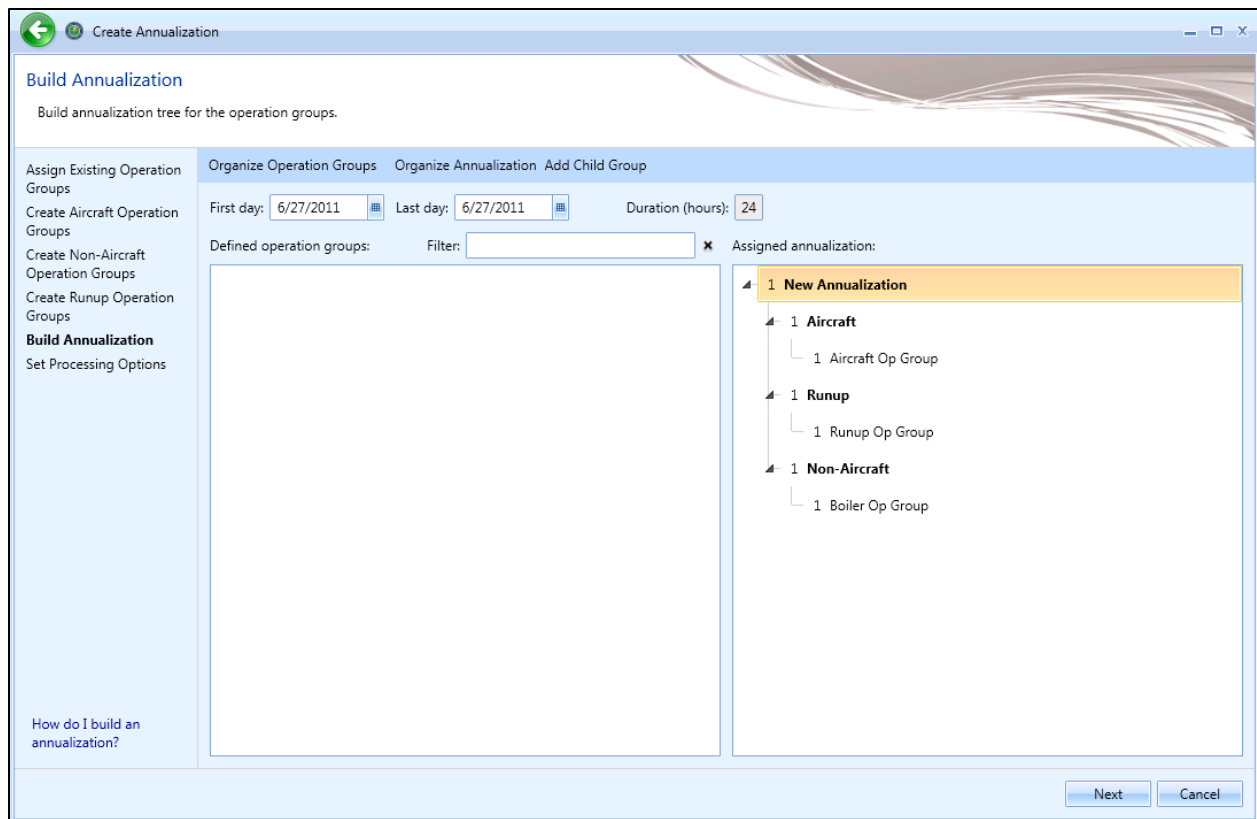 Create Annualization
Build Annualization
Build annualization tree for the operation groups.
Assign Existing Operation
Groups
Create Aircraft Operation
Groups
Create Non-Aircraft
Operation Groups
Create Runup Operation
Groups
Build Annualization
Set Processing Options
How do I build an
annualization?
Organize Operation Groups Organize Annualization Add Child Group
First day: 6/27/2011 Last day: 6/27/2011 Duration (hours): 24
Defined operation groups: Filter: Assigned annualization:
1 New Annualization
1 Aircraft
1 Aircraft Op Group
1 Runup
1 Runup Op Group
1 Non-Aircraft
1 Boiler Op Group
Next Cancel